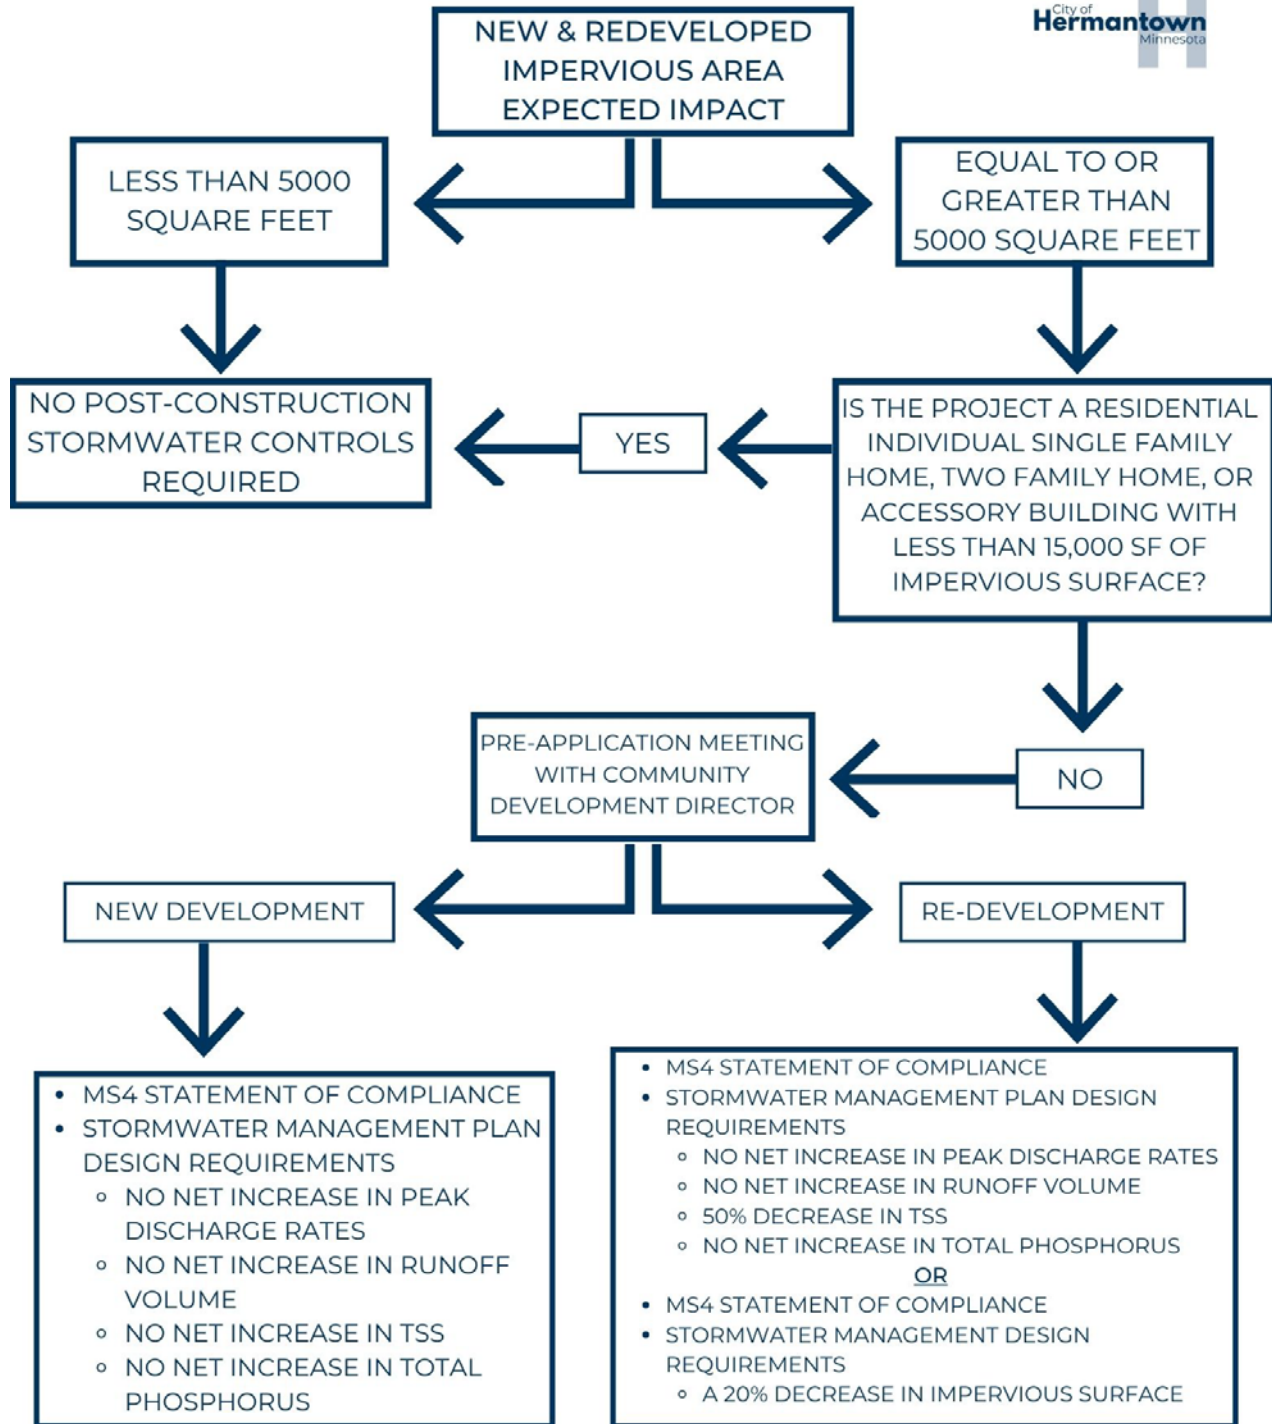 City of
Hermantown
Minnesota
NEW & REDEVELOPED
IMPERVIOUS AREA
EXPECTED IMPACT
LESS THAN 5000
SQUARE FEET
EQUAL TO OR
GREATER THAN
5000 SQUARE FEET
NO POST-CONSTRUCTION
STORMWATER CONTROLS
REQUIRED
YES
IS THE PROJECT A RESIDENTIAL
INDIVIDUAL SINGLE FAMILY
HOME, TWO FAMILY HOME, OR
ACCESSORY BUILDING WITH
LESS THAN 15,000 SF OF
IMPERVIOUS SURFACE?
PRE-APPLICATION MEETING
WITH COMMUNITY
DEVELOPMENT DIRECTOR
NO
NEW DEVELOPMENT
RE-DEVELOPMENT
• MS4 STATEMENT OF COMPLIANCE
• STORMWATER MANAGEMENT PLAN
DESIGN REQUIREMENTS
◦ NO NET INCREASE IN PEAK
DISCHARGE RATES
◦ NO NET INCREASE IN RUNOFF
VOLUME
◦ NO NET INCREASE IN TSS
◦ NO NET INCREASE IN TOTAL
PHOSPHORUS
• MS4 STATEMENT OF COMPLIANCE
• STORMWATER MANAGEMENT PLAN DESIGN
REQUIREMENTS
◦ NO NET INCREASE IN PEAK DISCHARGE RATES
◦ NO NET INCREASE IN RUNOFF VOLUME
◦ 50% DECREASE IN TSS
◦ NO NET INCREASE IN TOTAL PHOSPHORUS
OR
• MS4 STATEMENT OF COMPLIANCE
• STORMWATER MANAGEMENT DESIGN
REQUIREMENTS
◦ A 20% DECREASE IN IMPERVIOUS SURFACE